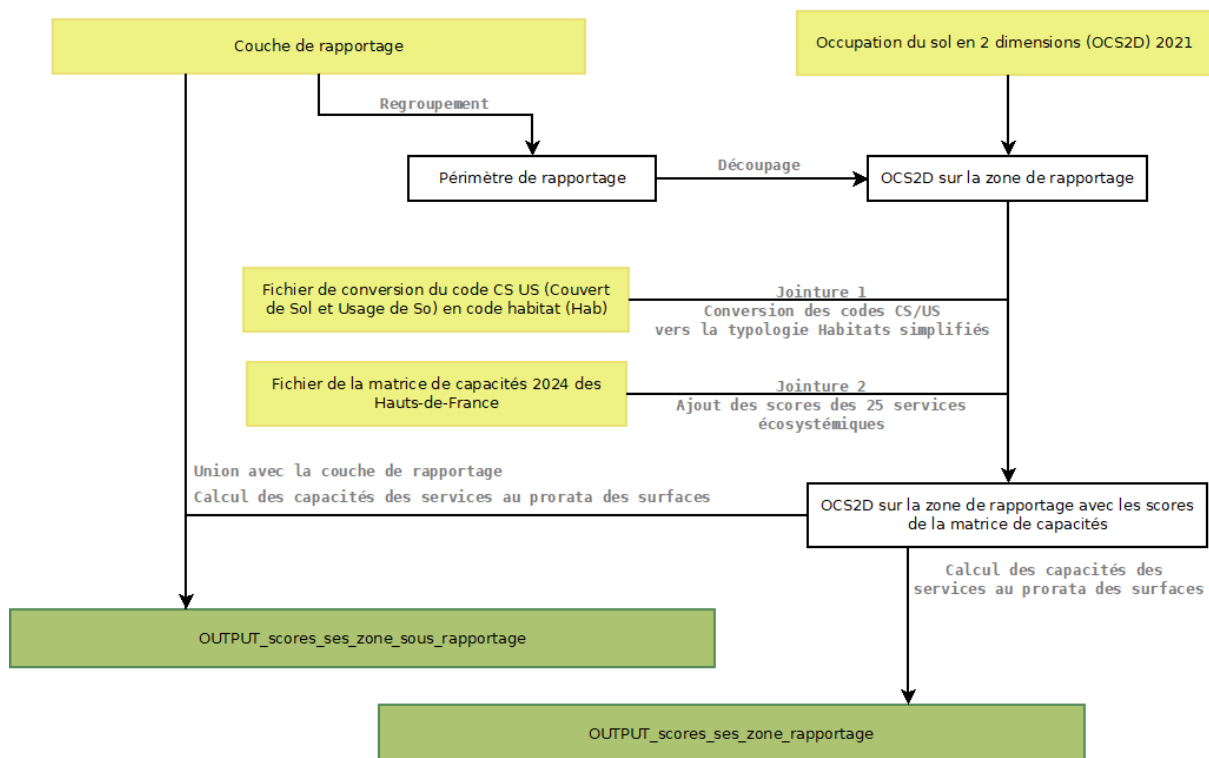 Couche de rapportage
Occupation du sol en 2 dimensions (OCS2D) 2021
Regroupement
Périmètre de rapportage
Découpage
OCS2D sur la zone de rapportage
Fichier de conversion du code CS US (Couvert
de Sol et Usage de So) en code habitat (Hab)
Jointure 1
Conversion des codes CS/US
vers la typologie Habitats simplifiés
Fichier de la matrice de capacités 2024 des
Hauts-de-France
Jointure 2
Ajout des scores des 25 services
écosystémiques
Union avec la couche de rapportage
Calcul des capacités des services au prorata des surfaces
OCS2D sur la zone de rapportage avec les scores
de la matrice de capacités
Calcul des capacités des
services au prorata des surfaces
OUTPUT_scores_ses_zone_sous_rapportage
OUTPUT_scores_ses_zone_rapportage